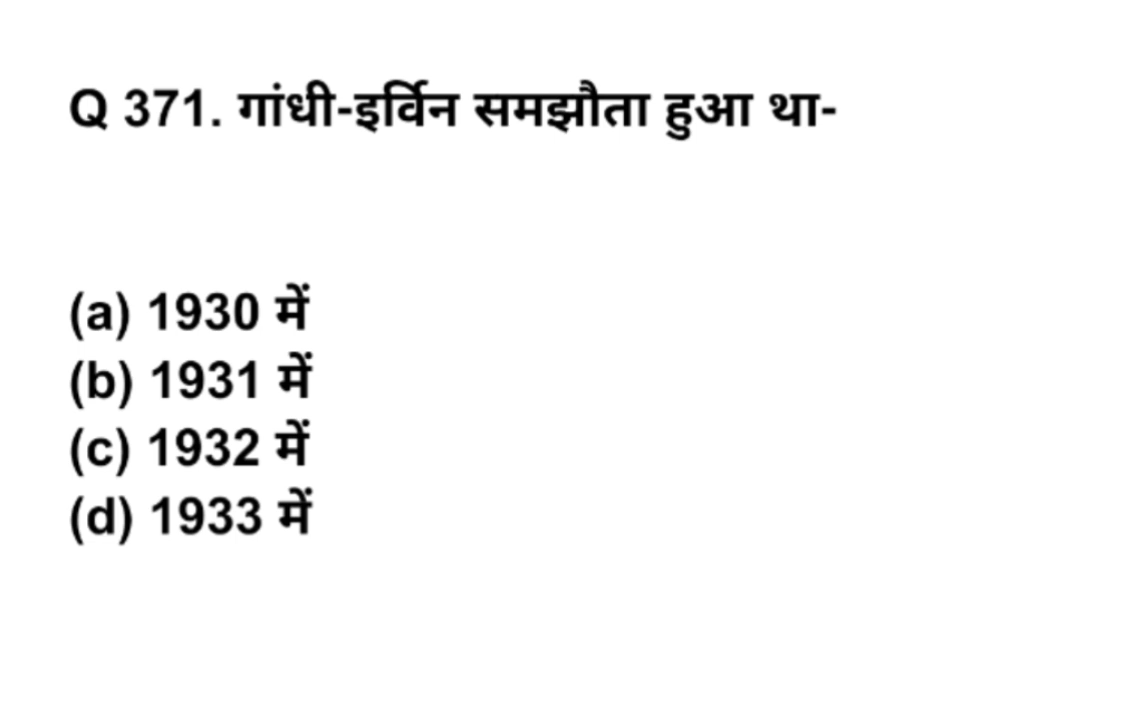 Q 371. गांधी-इर्विन समझौता हुआ था-
(a) 1930 में
(b) 1931 में
(c) 1932 में
(d) 1933 में